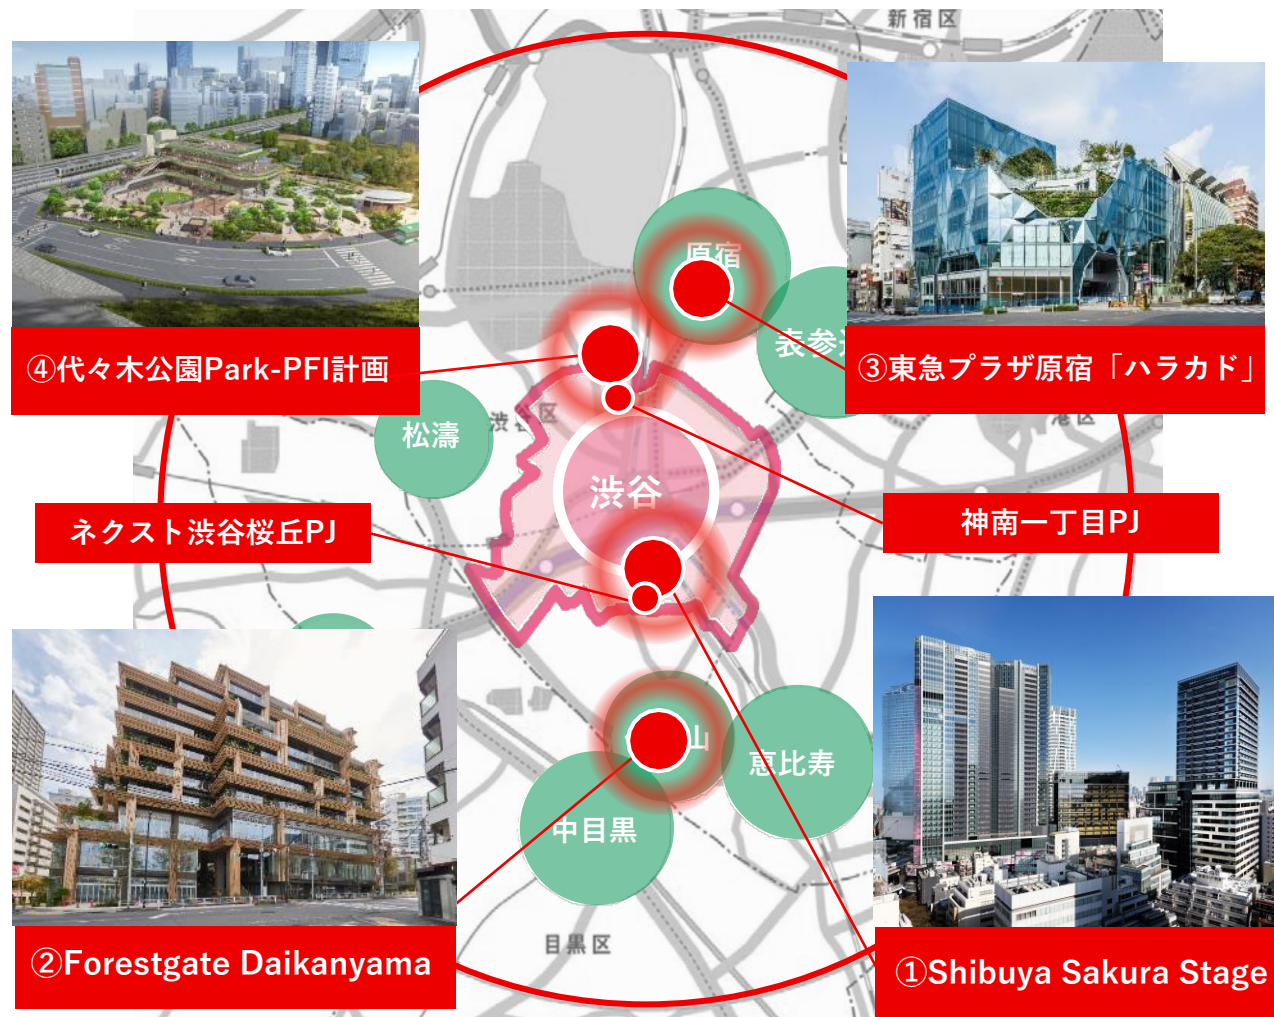 新宿区
原宿
表参
④代々木公園Park-PFI計画
③東急プラザ原宿「ハラカド」
渋谷区
港区
松濤
渋谷
ネクスト渋谷桜丘PJ
神南一丁目PJ
山
恵比寿
中目黒
目黒区
②Forestgate Daikanyama
①Shibuya Sakura Stage